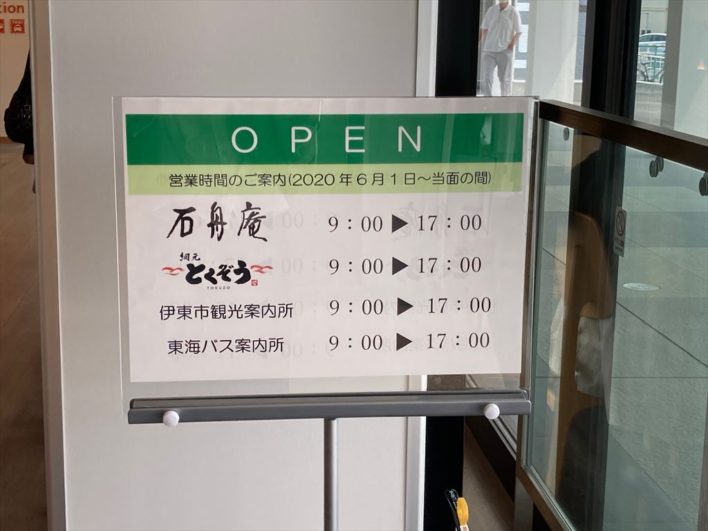 tion
OPEN
営業時間のご案内(2020年6月1日～当面の間)
石舟庵 9：00▶17：00
網元
とくぞう 9：00▶17：00
TOKUZO
伊東市観光案内所 9：00▶17：00
東海バス案内所 9：00▶17：00